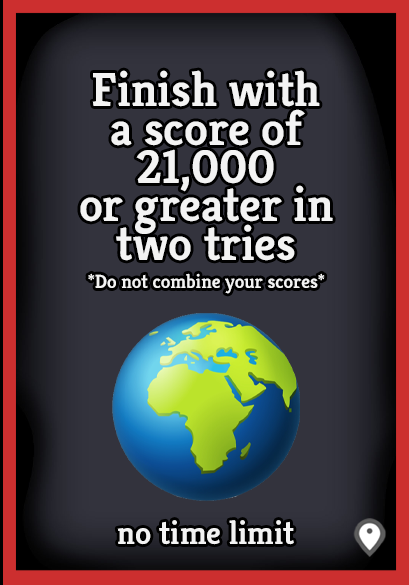 Finish with
a score of
21,000
or greater in
two tries
*Do not combine your scores*
no time limit